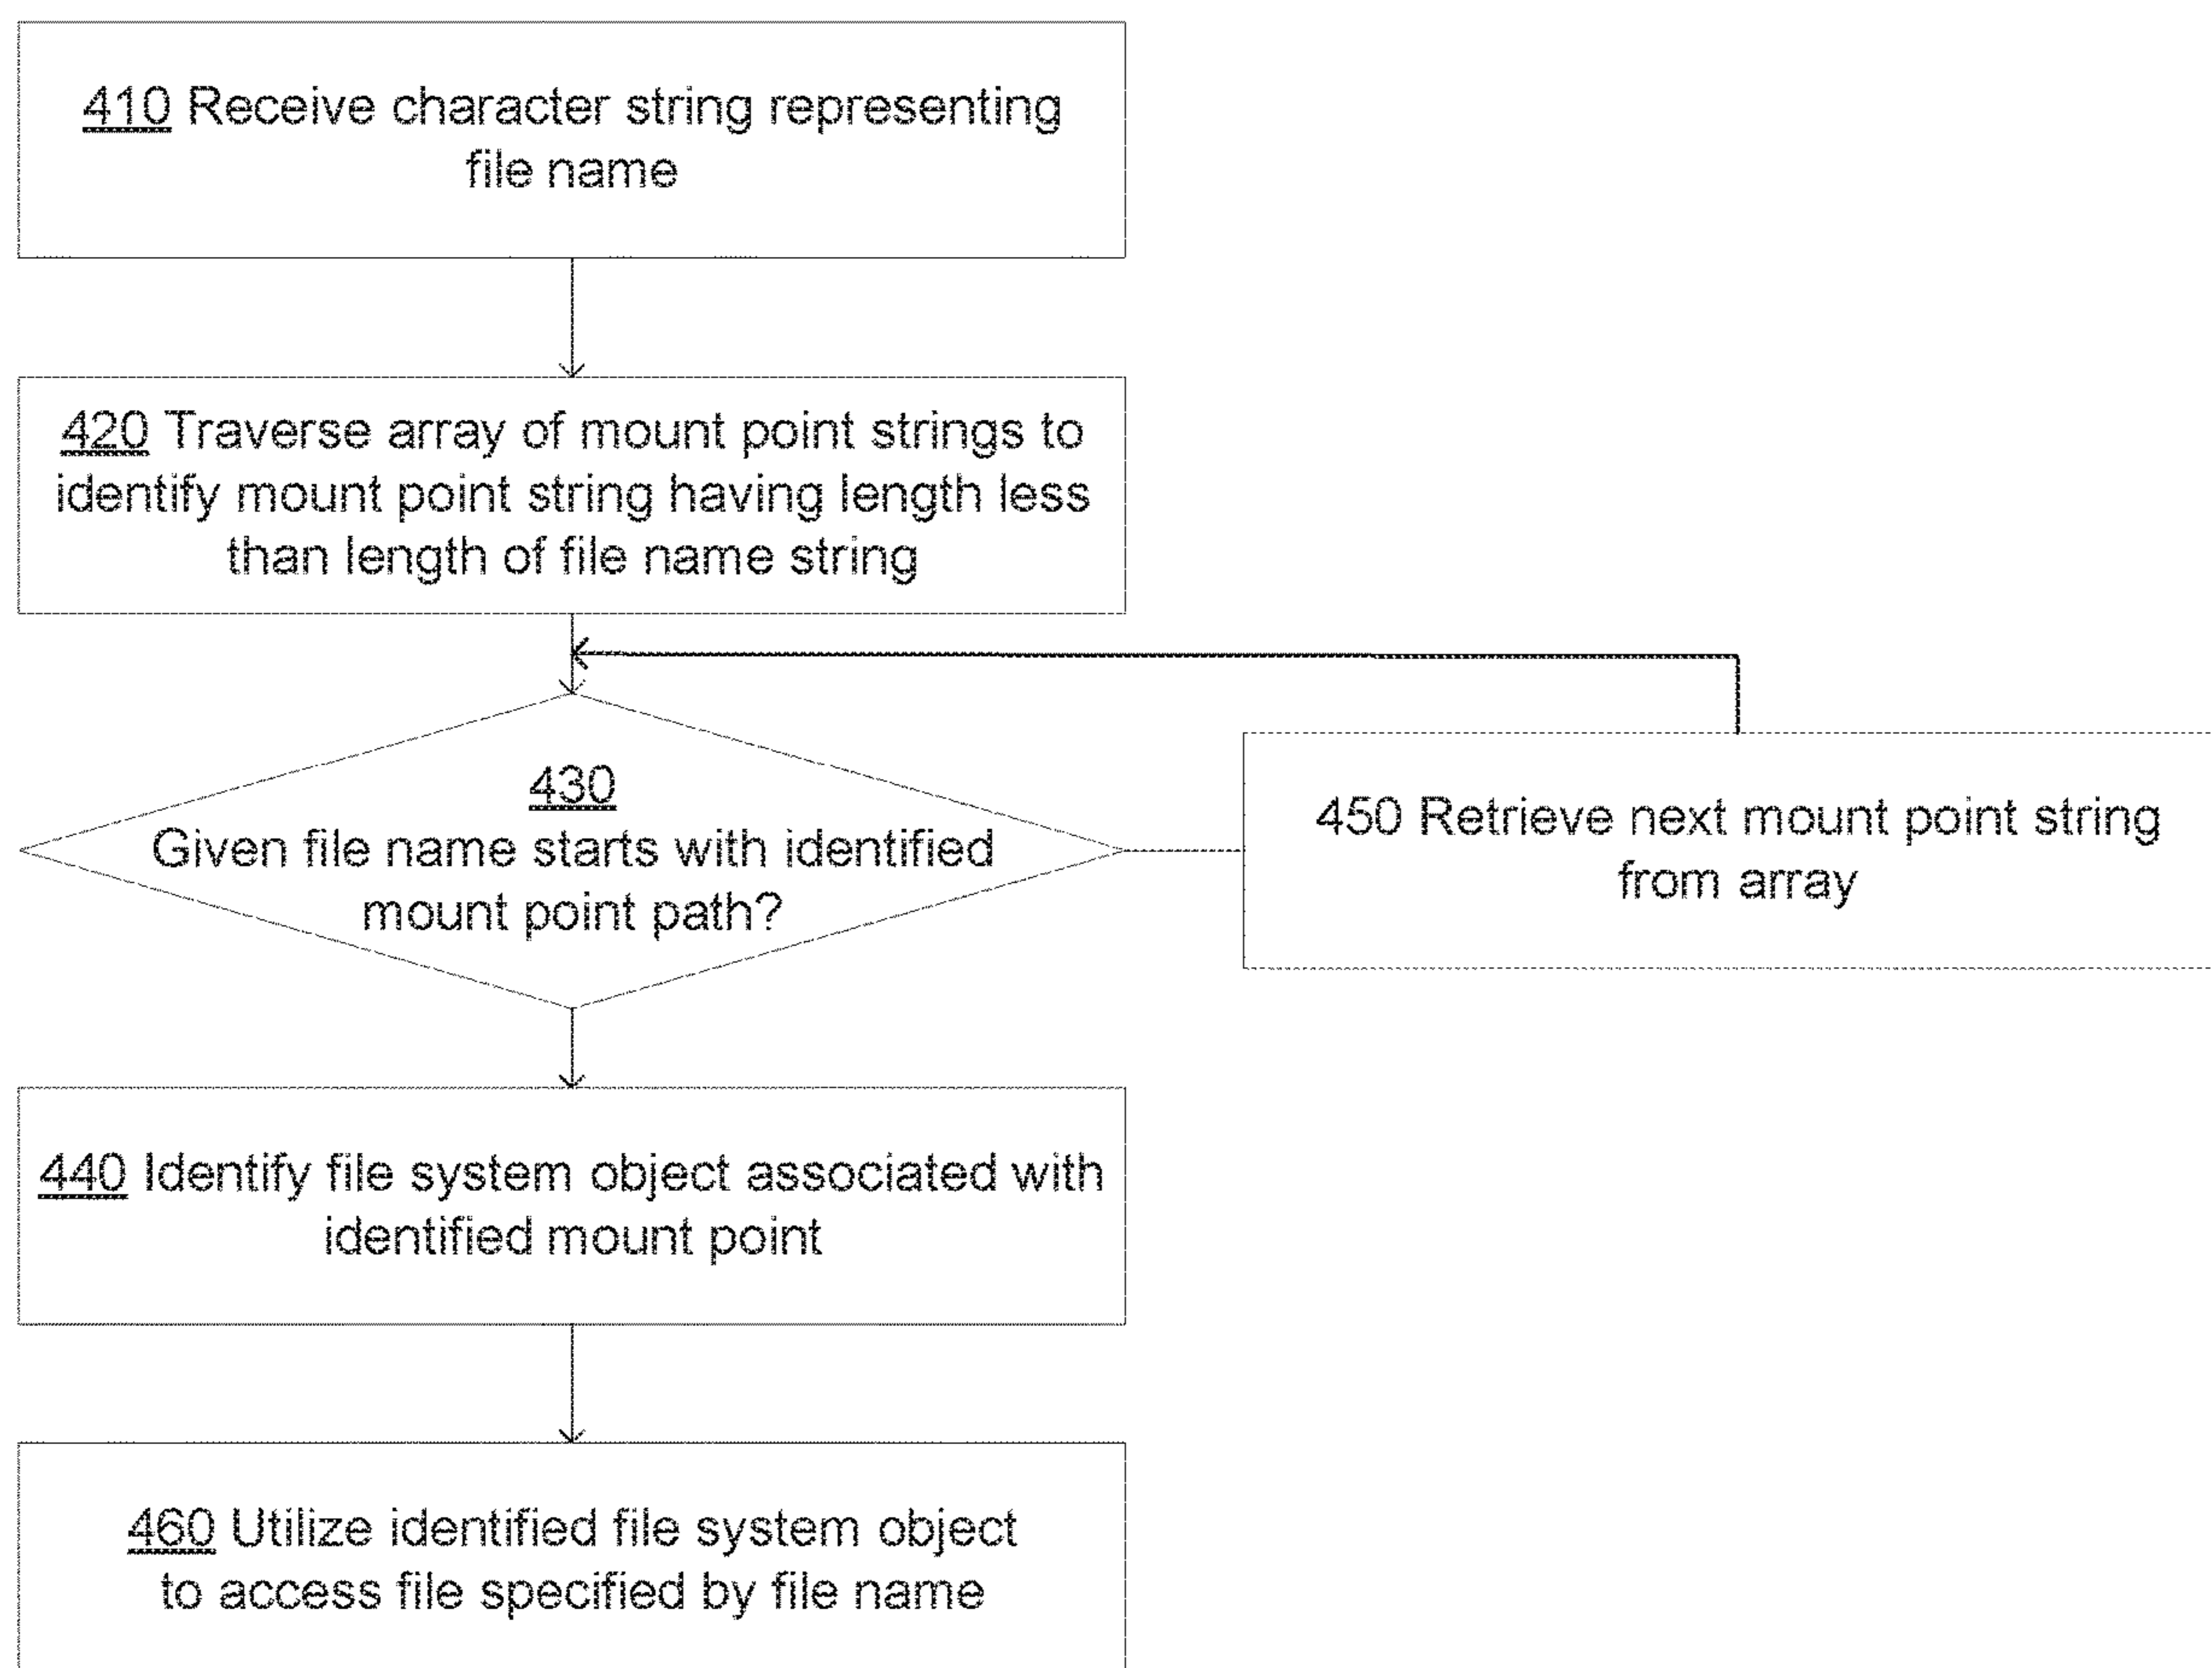 410 Receive character string representing
file name
420 Traverse array of mount point strings to
identify mount point string having length less
than length of file name string
430
Given file name starts with identified
mount point path?
450 Retrieve next mount point string
from array
440 Identify file system object associated with
identified mount point
460 Utilize identified file system object
to access file specified by file name